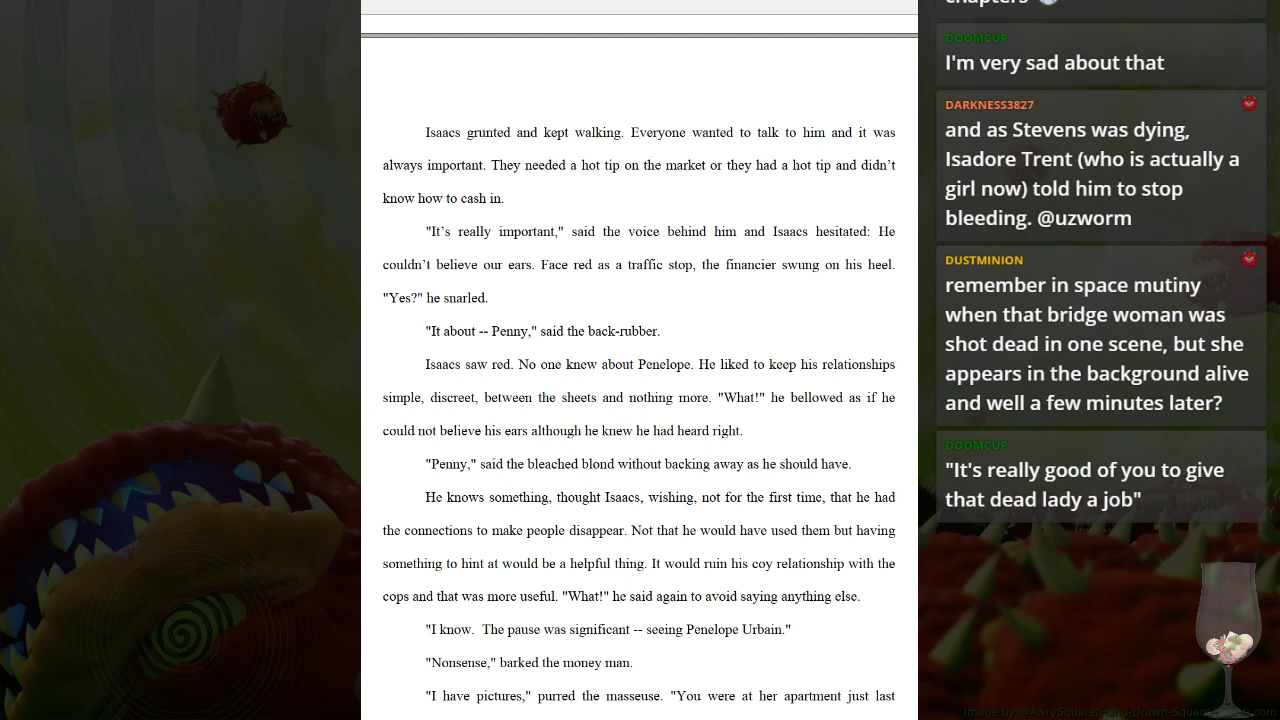 Isaacs grunted and kept walking. Everyone wanted to talk to him and it was
always important. They needed a hot tip on the market or they had a hot tip and didn’t
know how to cash in.
"It’s really important," said the voice behind him and Isaacs hesitated: He
couldn’t believe our ears. Face red as a traffic stop, the financier swung on his heel.
"Yes?" he snarled.
"It about -- Penny," said the back-rubber.
Isaacs saw red. No one knew about Penelope. He liked to keep his relationships
simple, discreet, between the sheets and nothing more. "What!" he bellowed as if he
could not believe his ears although he knew he had heard right.
"Penny," said the bleached blond without backing away as he should have.
He knows something, thought Isaacs, wishing, not for the first time, that he had
the connections to make people disappear. Not that he would have used them but having
something to hint at would be a helpful thing. It would ruin his coy relationship with the
cops and that was more useful. "What!" he said again to avoid saying anything else.
"I know.  The pause was significant -- seeing Penelope Urbain."
"Nonsense," barked the money man.
"I have pictures," purred the masseuse. "You were at her apartment just last
chapters
DOOMCUP
I'm very sad about that
DARKNESS3827
and as Stevens was dying,
Isadore Trent (who is actually a
girl now) told him to stop
bleeding. @uzworm
DUSTMINION
remember in space mutiny
when that bridge woman was
shot dead in one scene, but she
appears in the background alive
and well a few minutes later?
DOOMCUP
"It's really good of you to give
that dead lady a job"